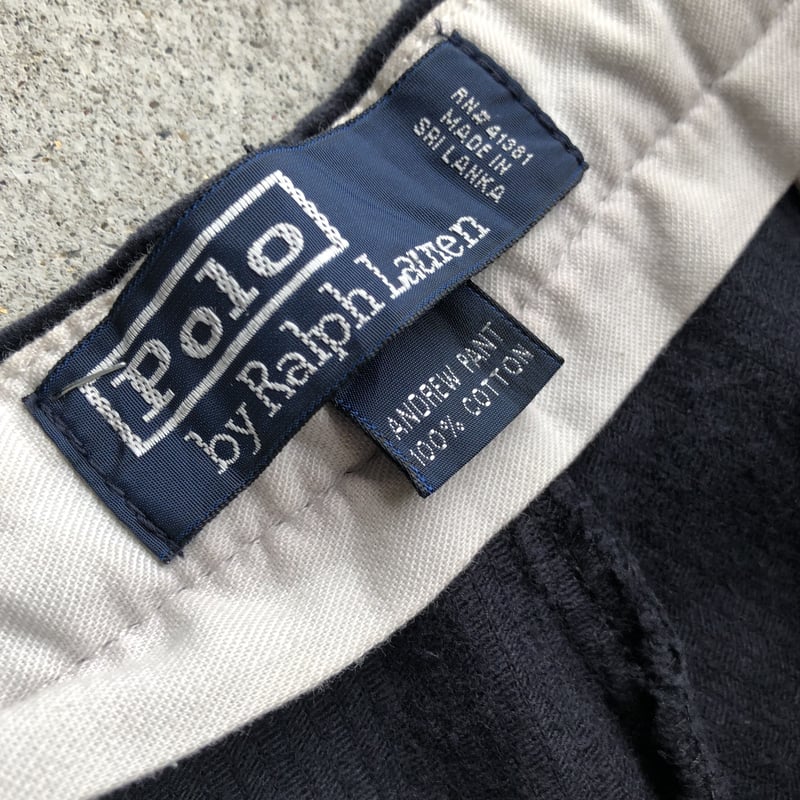 RN# 41381
MADE IN
SRI LANKA
Polo
by Ralph Lauren
ANDREW PANT
100% COTTON